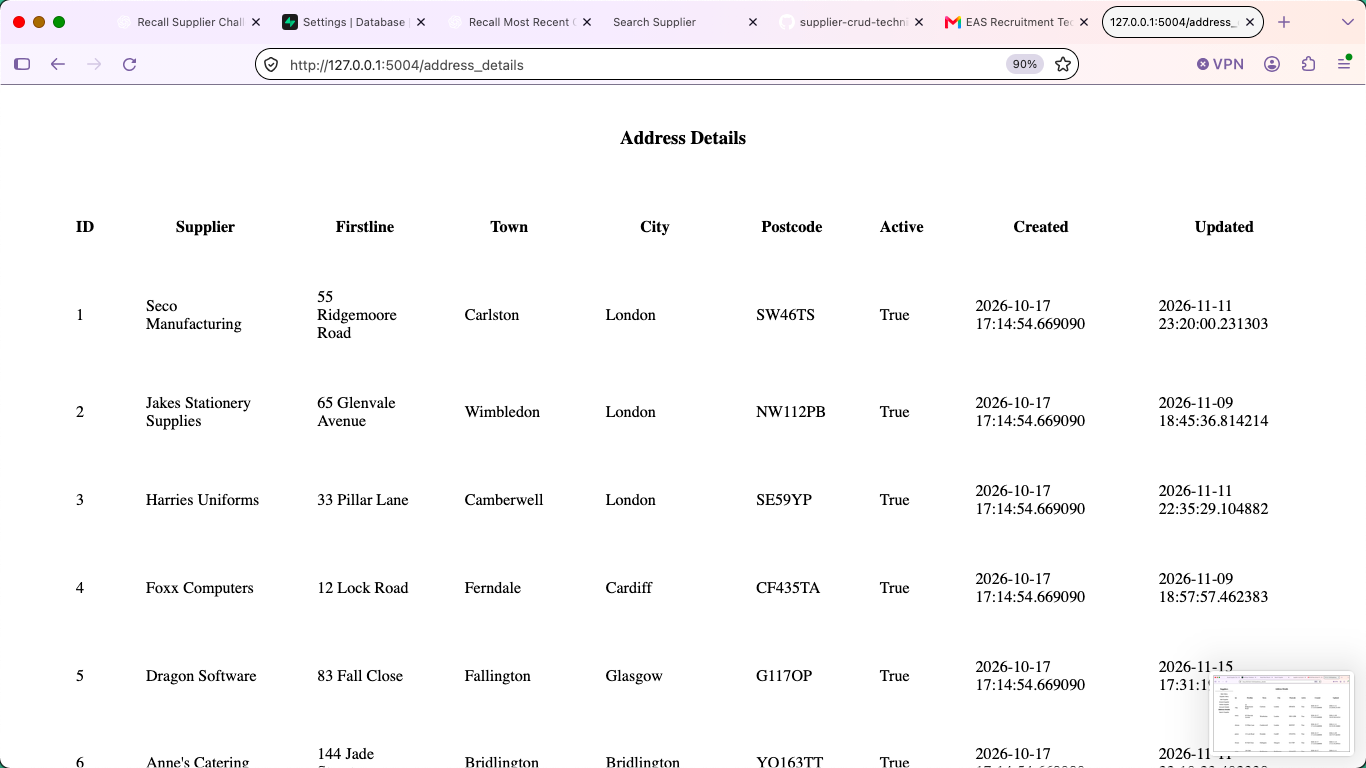 Recall Supplier Chall
Settings | Database
Recall Most Recent
Search Supplier
supplier-crud-techni
EAS Recruitment Tec
127.0.0.1:5004/address_
http://127.0.0.1:5004/address_details
90%
VPN
Address Details
ID Supplier Firstline Town City Postcode Active Created Updated
1 Seco Manufacturing 55 Ridgemoore Road Carlston London SW46TS True 2026-10-17 17:14:54.669090 2026-11-11 23:20:00.231303
2 Jakes Stationery Supplies 65 Glenvale Avenue Wimbledon London NW112PB True 2026-10-17 17:14:54.669090 2026-11-09 18:45:36.814214
3 Harries Uniforms 33 Pillar Lane Camberwell London SE59YP True 2026-10-17 17:14:54.669090 2026-11-11 22:35:29.104882
4 Foxx Computers 12 Lock Road Ferndale Cardiff CF435TA True 2026-10-17 17:14:54.669090 2026-11-09 18:57:57.462383
5 Dragon Software 83 Fall Close Fallington Glasgow G117OP True 2026-10-17 17:14:54.669090 2026-11-15 17:31:1
6 Anne's Catering 144 Jade Bridlington Bridlington YO163TT True 2026-10-17 2026-11-11